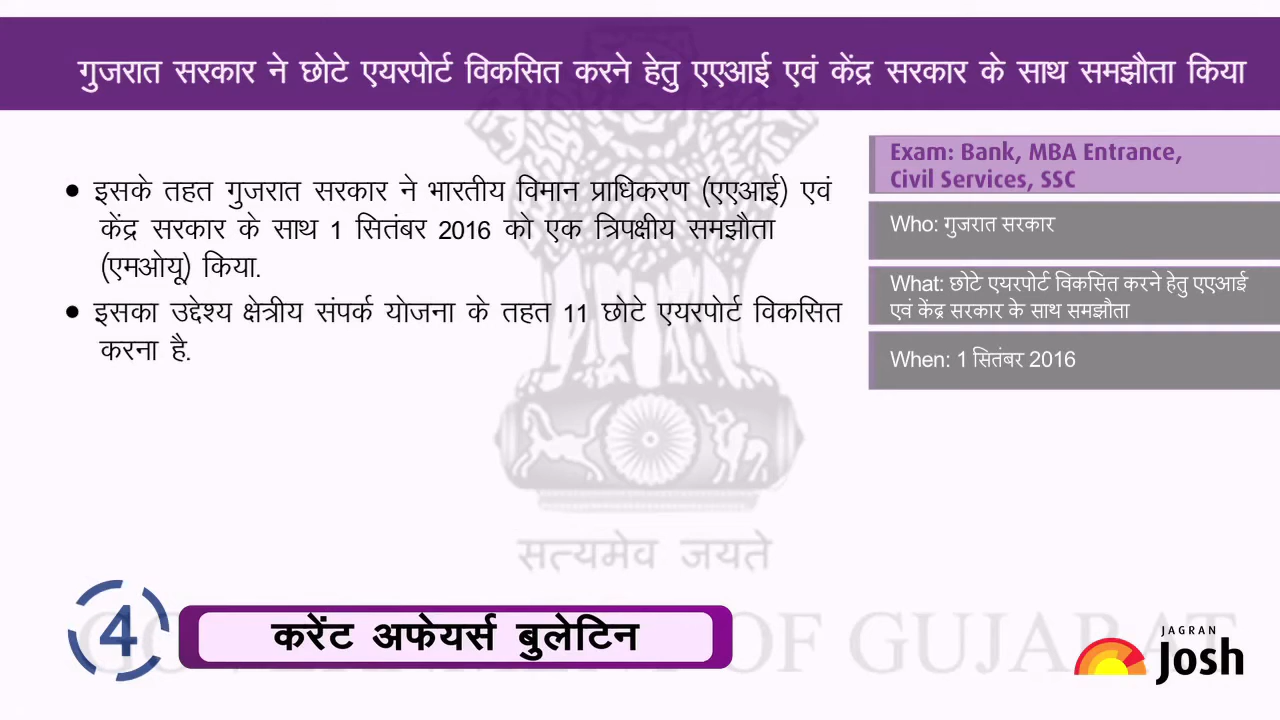 गुजरात सरकार ने छोटे एयरपोर्ट विकसित करने हेतु एएआई एवं केंद्र सरकार के साथ समझौता किया
• इसके तहत गुजरात सरकार ने भारतीय विमान प्राधिकरण (एएआई) एवं
केंद्र सरकार के साथ 1 सितंबर 2016 को एक त्रिपक्षीय समझौता
(एमओयू) किया.
• इसका उद्देश्य क्षेत्रीय संपर्क योजना के तहत 11 छोटे एयरपोर्ट विकसित
करना है.
Exam: Bank, MBA Entrance,
Civil Services, SSC
Who: गुजरात सरकार
What: छोटे एयरपोर्ट विकसित करने हेतु एएआई
एवं केंद्र सरकार के साथ समझौता
When: 1 सितंबर 2016
सत्यमेव जयते
4
करेंट अफेयर्स बुलेटिन
OF GUJARAT
JAGRAN
Josh